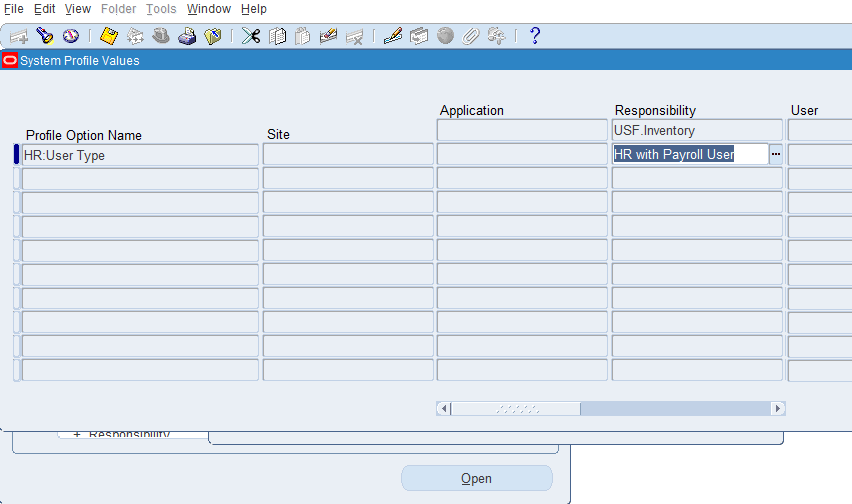 File Edit View Folder Tools Window Help
System Profile Values
Application Responsibility User
Profile Option Name Site
USF.Inventory
HR:User Type HR with Payroll User ...
+ Responsibility
Open